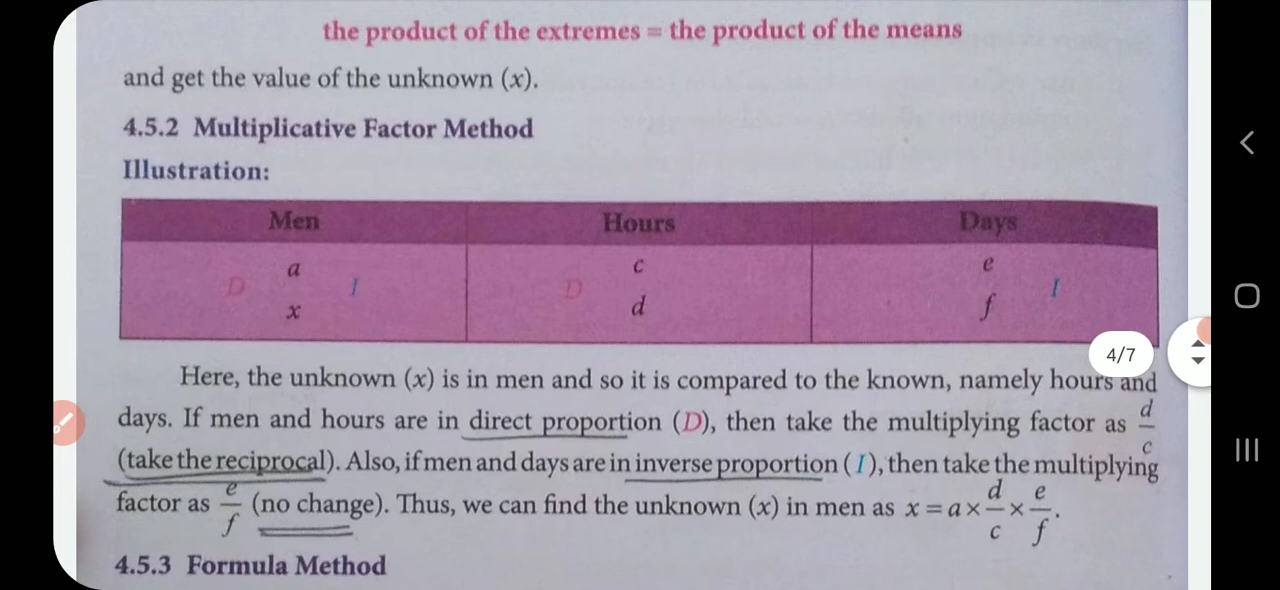 the product of the extremes = the product of the means
and get the value of the unknown (x).
4.5.2 Multiplicative Factor Method
Illustration:
Men Hours Days
a c e
D I D I
x d f
4/7
Here, the unknown (x) is in men and so it is compared to the known, namely hours and
days. If men and hours are in direct proportion (D), then take the multiplying factor as d/c
(take the reciprocal). Also, if men and days are in inverse proportion (I), then take the multiplying
factor as e/f (no change). Thus, we can find the unknown (x) in men as x = a × d/c × e/f.
4.5.3 Formula Method